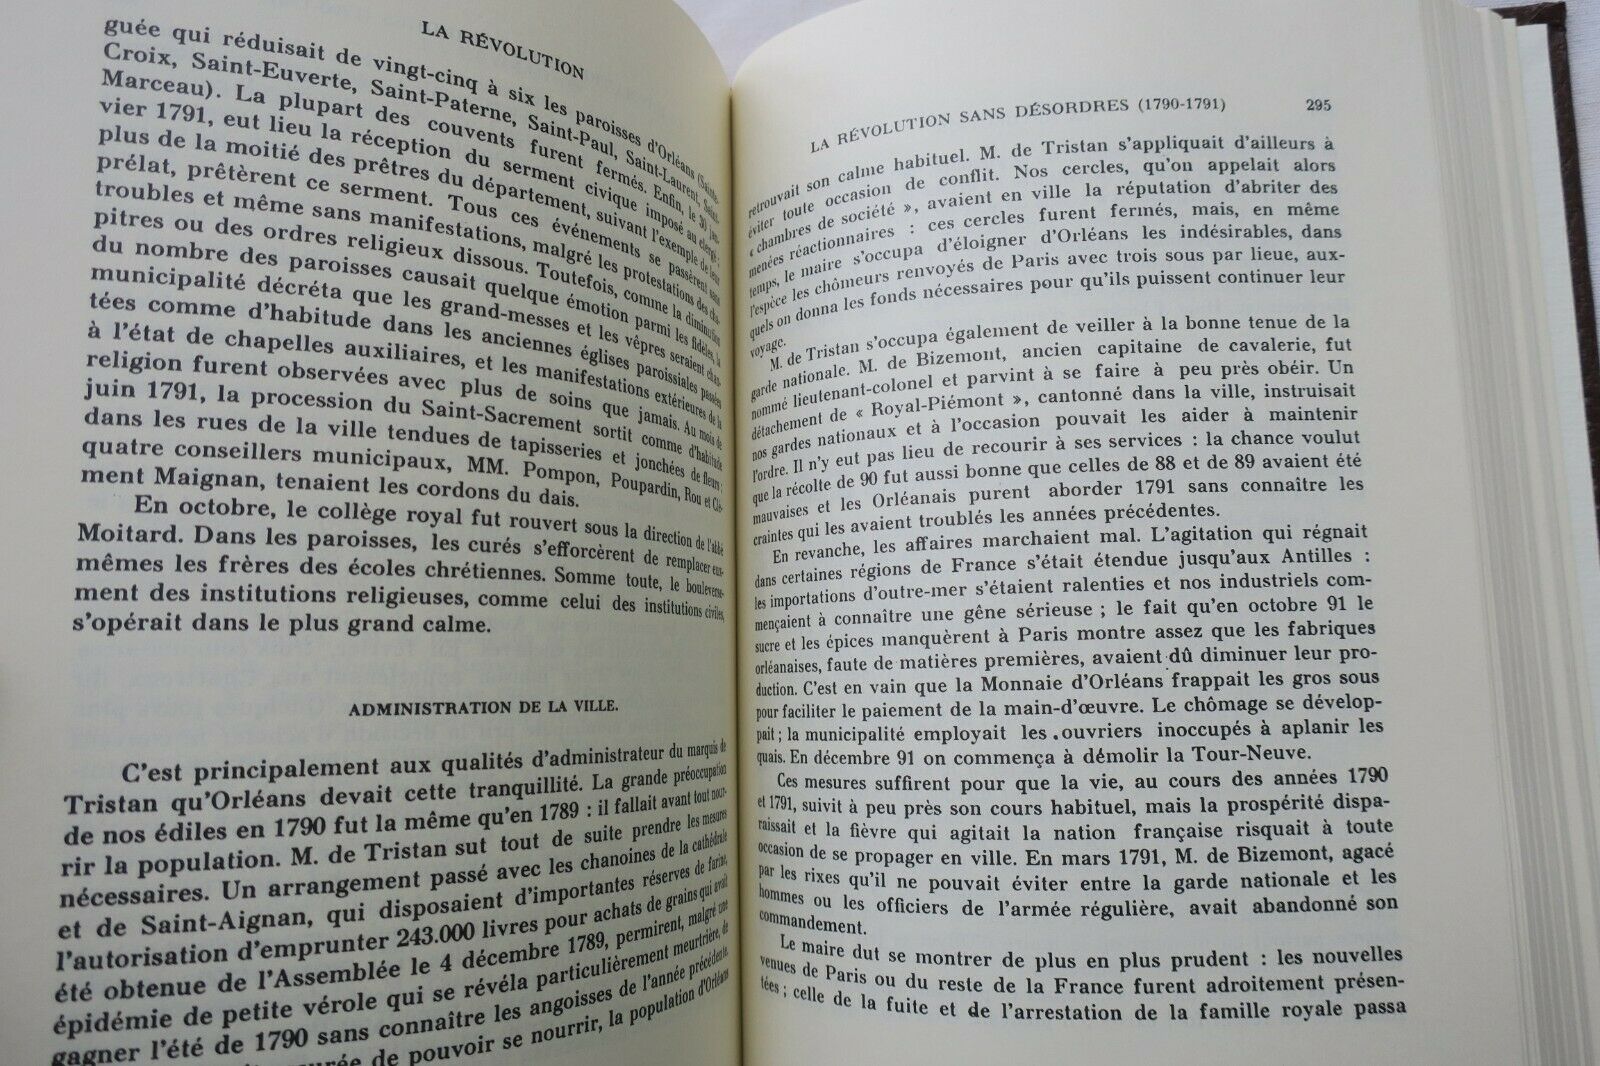 LA RÉVOLUTION
guée qui réduisait de vingt-cinq à six les paroisses d'Orléans (Sainte-
Croix, Saint-Euverte, Saint-Paterne, Saint-Paul, Saint-Laurent, Saint-
Marceau). La plupart des couvents furent fermés. Enfin, le 30 jan-
vier 1791, eut lieu la réception du serment civique imposé au clergé ;
plus de la moitié des prêtres du département, suivant l'exemple de leur
prélat, prêtèrent ce serment. Tous ces événements se passèrent sans
troubles et même sans manifestations, malgré les protestations des cha-
pitres ou des ordres religieux dissous. Toutefois, comme la diminution
du nombre des paroisses causait quelque émotion parmi les fidèles, la
municipalité décréta que les grand-messes et les vêpres seraient chan-
tées comme d'habitude dans les anciennes églises paroissiales passées
à l'état de chapelles auxiliaires, et les manifestations extérieures de la
religion furent observées avec plus de soins que jamais. Au mois de
juin 1791, la procession du Saint-Sacrement sortit comme d'habitude
dans les rues de la ville tendues de tapisseries et jonchées de fleurs ;
quatre conseillers municipaux, MM. Pompon, Poupardin, Rou et Clé-
ment Maignan, tenaient les cordons du dais.
En octobre, le collège royal fut rouvert sous la direction de l'abbé
Moitard. Dans les paroisses, les curés s'efforcèrent de remplacer eux-
mêmes les frères des écoles chrétiennes. Somme toute, le boulevers-
ment des institutions religieuses, comme celui des institutions civiles,
s'opérait dans le plus grand calme.
ADMINISTRATION DE LA VILLE.
C'est principalement aux qualités d'administrateur du marquis de
Tristan qu'Orléans devait cette tranquillité. La grande préoccupation
de nos édiles en 1790 fut la même qu'en 1789 : il fallait avant tout nour-
rir la population. M. de Tristan sut tout de suite prendre les mesures
nécessaires. Un arrangement passé avec les chanoines de la cathédrale
et de Saint-Aignan, qui disposaient d'importantes réserves de farine,
l'autorisation d'emprunter 243.000 livres pour achats de grains qui avait
été obtenue de l'Assemblée le 4 décembre 1789, permirent, malgré une
épidémie de petite vérole qui se révéla particulièrement meurtrière, de
gagner l'été de 1790 sans connaître les angoisses de l'année précédente.
de pouvoir se nourrir, la population d'Orléans
LA RÉVOLUTION SANS DÉSORDRES (1790-1791) 295
retrouvait son calme habituel. M. de Tristan s'appliquait d'ailleurs à
éviter toute occasion de conflit. Nos cercles, qu'on appelait alors
« chambres de société », avaient en ville la réputation d'abriter des
menées réactionnaires : ces cercles furent fermés, mais, en même
temps, le maire s'occupa d'éloigner d'Orléans les indésirables, dans
l'espèce les chômeurs renvoyés de Paris avec trois sous par lieue, aux-
quels on donna les fonds nécessaires pour qu'ils puissent continuer leur
voyage.
M. de Tristan s'occupa également de veiller à la bonne tenue de la
garde nationale. M. de Bizemont, ancien capitaine de cavalerie, fut
nommé lieutenant-colonel et parvint à se faire à peu près obéir. Un
détachement de « Royal-Piémont », cantonné dans la ville, instruisait
nos gardes nationaux et à l'occasion pouvait les aider à maintenir
l'ordre. Il n'y eut pas lieu de recourir à ses services : la chance voulut
que la récolte de 90 fut aussi bonne que celles de 88 et de 89 avaient été
mauvaises et les Orléanais purent aborder 1791 sans connaître les
craintes qui les avaient troublés les années précédentes.
En revanche, les affaires marchaient mal. L'agitation qui régnait
dans certaines régions de France s'était étendue jusqu'aux Antilles :
les importations d'outre-mer s'étaient ralenties et nos industriels com-
mençaient à connaître une gêne sérieuse ; le fait qu'en octobre 91 le
sucre et les épices manquèrent à Paris montre assez que les fabriques
orléanaises, faute de matières premières, avaient dû diminuer leur pro-
duction. C'est en vain que la Monnaie d'Orléans frappait les gros sous
pour faciliter le paiement de la main-d'œuvre. Le chômage se dévelop-
pait ; la municipalité employait les ouvriers inoccupés à aplanir les
quais. En décembre 91 on commença à démolir la Tour-Neuve.
Ces mesures suffirent pour que la vie, au cours des années 1790
et 1791, suivit à peu près son cours habituel, mais la prospérité dispa-
raissait et la fièvre qui agitait la nation française risquait à toute
occasion de se propager en ville. En mars 1791, M. de Bizemont, agacé
par les rixes qu'il ne pouvait éviter entre la garde nationale et les
hommes ou les officiers de l'armée régulière, avait abandonné son
commandement.
Le maire dut se montrer de plus en plus prudent : les nouvelles
venues de Paris ou du reste de la France furent adroitement présen-
tées ; celle de la fuite et de l'arrestation de la famille royale passa